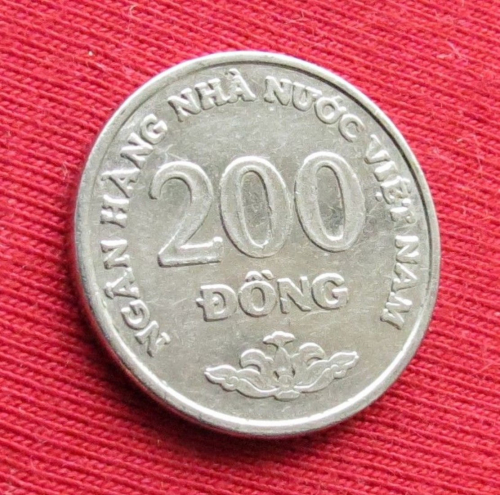 NGÂN HÀNG NHÀ NƯỚC VIỆT NAM
200
ĐỒNG